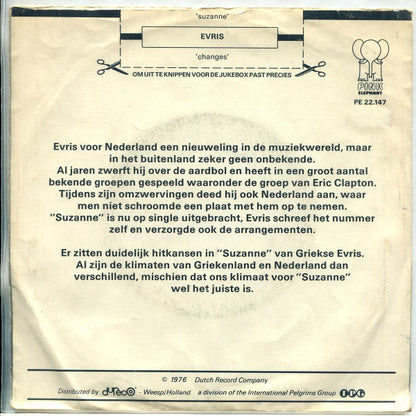 'suzanne'
EVRIS
'changes'
OM UIT TE KNIPPEN VOOR DE JUKEBOX PAST PRECIES
PINK
ELEPHANT
PE 22.147
Evris voor Nederland een nieuweling in de muziekwereld, maar
in het buitenland zeker geen onbekende.
Al jaren zwerft hij over de aardbol en heeft in een groot aantal
bekende groepen gespeeld waaronder de groep van Eric Clapton.
Tijdens zijn omzwervingen deed hij ook Nederland aan, waar
men niet schroomde een plaat met hem op te nemen.
"Suzanne" is nu op single uitgebracht, Evris schreef het nummer
zelf en verzorgde ook de arrangementen.
Er zitten duidelijk hitkansen in "Suzanne" van Griekse Evris.
Al zijn de klimaten van Griekenland en Nederland dan
verschillend, mischien dat ons klimaat voor "Suzanne"
wel het juiste is.
© 1976 Dutch Record Company
Distributed by dureco - Weesp/Holland a division of the International Pelgrims Group IPG